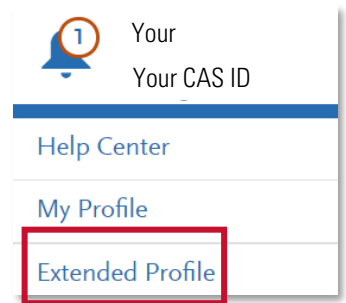 1
Your
Your CAS ID
Help Center
My Profile
Extended Profile